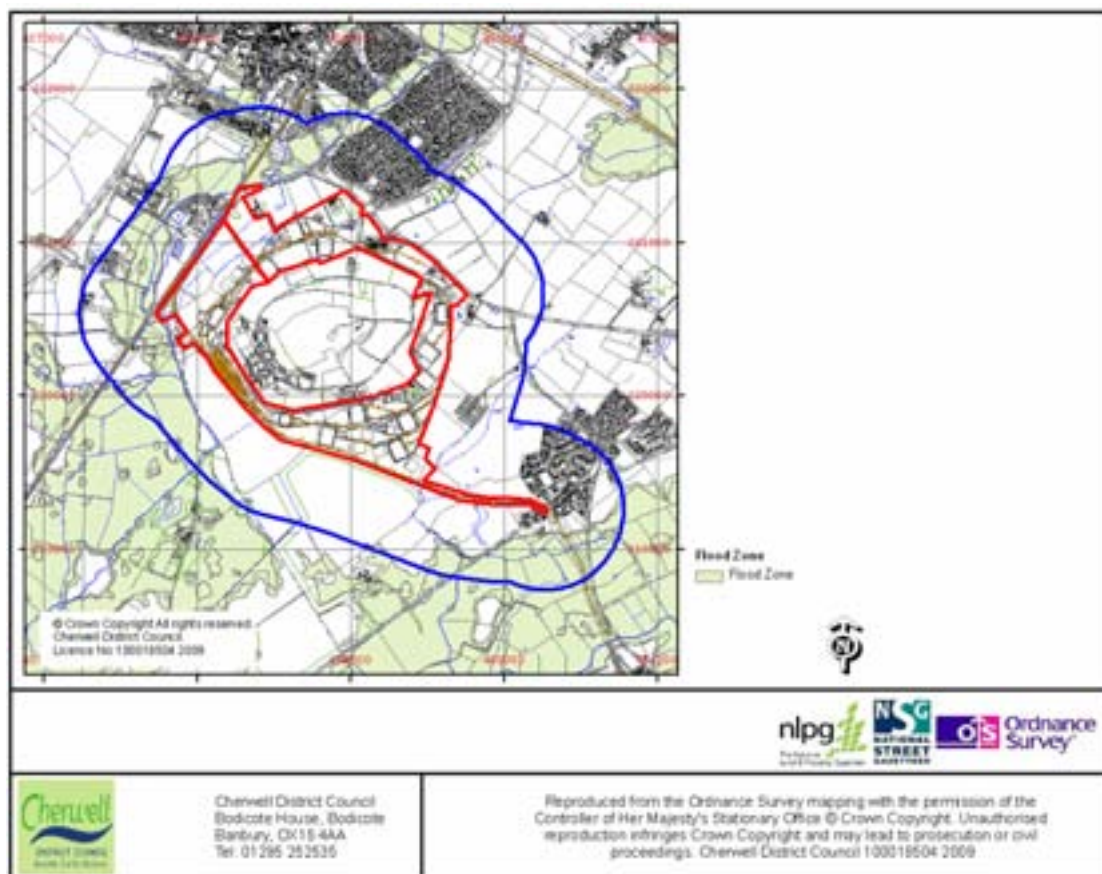 © Crown Copyright All rights reserved
Cherwell District Council
Licence No 100018504 2009
Flood Zone
Flood Zone
N
nlpg
NSG
NATIONAL
STREET
GAZETTEER
Ordnance
Survey
Cherwell
DISTRICT COUNCIL
Cherwell District Council
Bodicote House, Bodicote
Banbury, OX15 4AA
Tel: 01295 252535
Reproduced from the Ordnance Survey mapping with the permission of the
Controller of Her Majesty's Stationary Office © Crown Copyright. Unauthorised
reproduction infringes Crown Copyright and may lead to prosecution or civil
proceedings. Cherwell District Council 100018504 2009